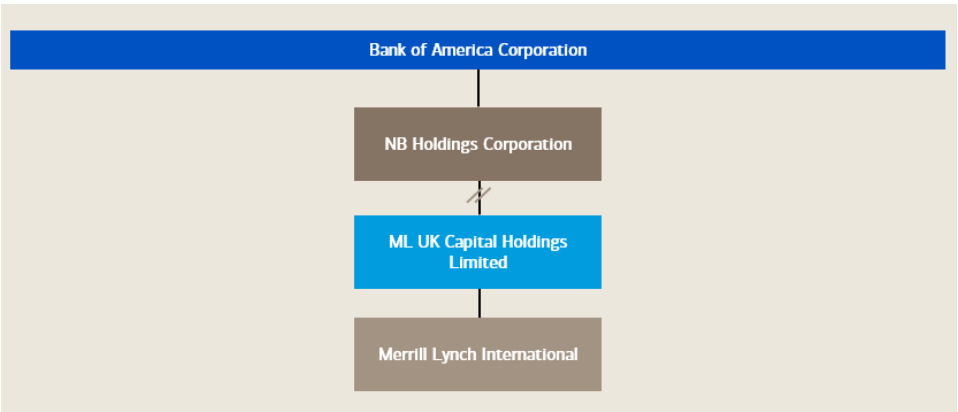 Bank of America Corporation
NB Holdings Corporation
ML UK Capital Holdings
Limited
Merrill Lynch International